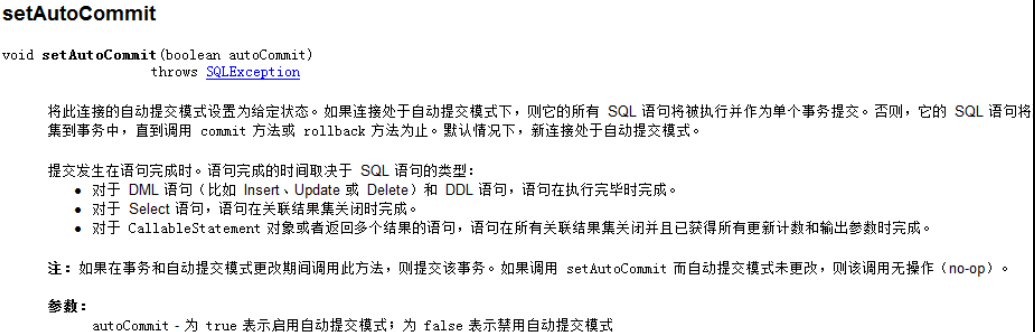 setAutoCommit
void setAutoCommit(boolean autoCommit)
throws SQLException
将此连接的自动提交模式设置为给定状态。如果连接处于自动提交模式下，则它的所有 SQL 语句将被执行并作为单个事务提交。否则，它的 SQL 语句将
集到事务中，直到调用 commit 方法或 rollback 方法为止。默认情况下，新连接处于自动提交模式。
提交发生在语句完成时。语句完成的时间取决于 SQL 语句的类型：
• 对于 DML 语句（比如 Insert、Update 或 Delete）和 DDL 语句，语句在执行完毕时完成。
• 对于 Select 语句，语句在关联结果集关闭时完成。
• 对于 CallableStatement 对象或者返回多个结果的语句，语句在所有关联结果集关闭并且已获得所有更新计数和输出参数时完成。
注：如果在事务和自动提交模式更改期间调用此方法，则提交该事务。如果调用 setAutoCommit 而自动提交模式未更改，则该调用无操作（no-op）。
参数：
autoCommit - 为 true 表示启用自动提交模式；为 false 表示禁用自动提交模式